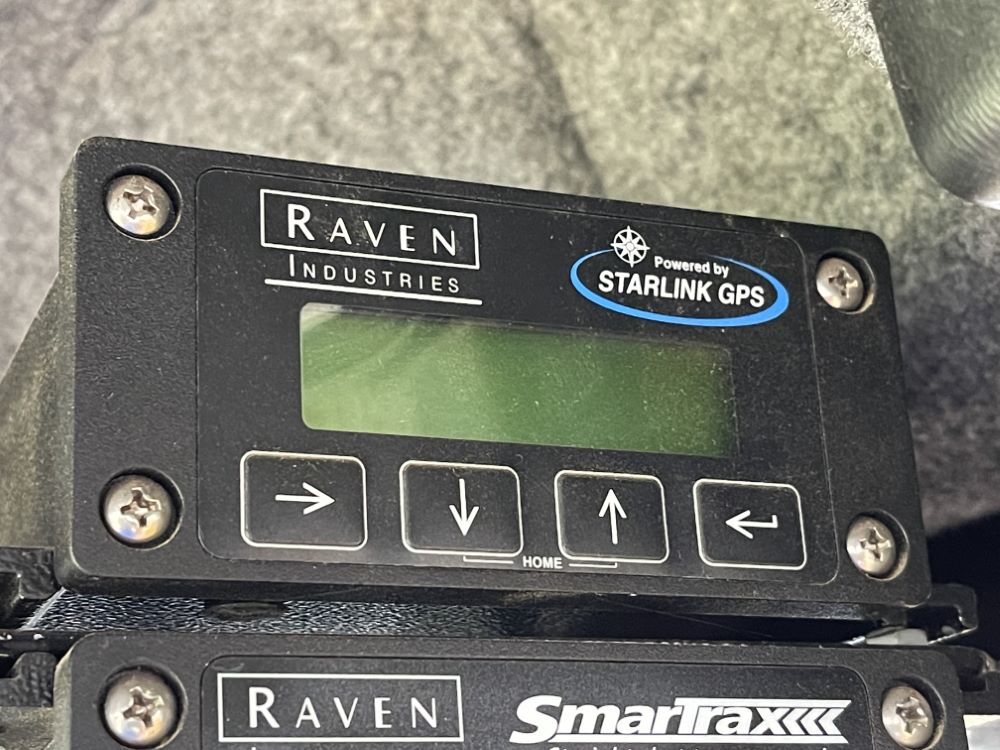 RAVEN
INDUSTRIES
Powered by
STARLINK GPS
HOME
RAVEN
SMARTRAX